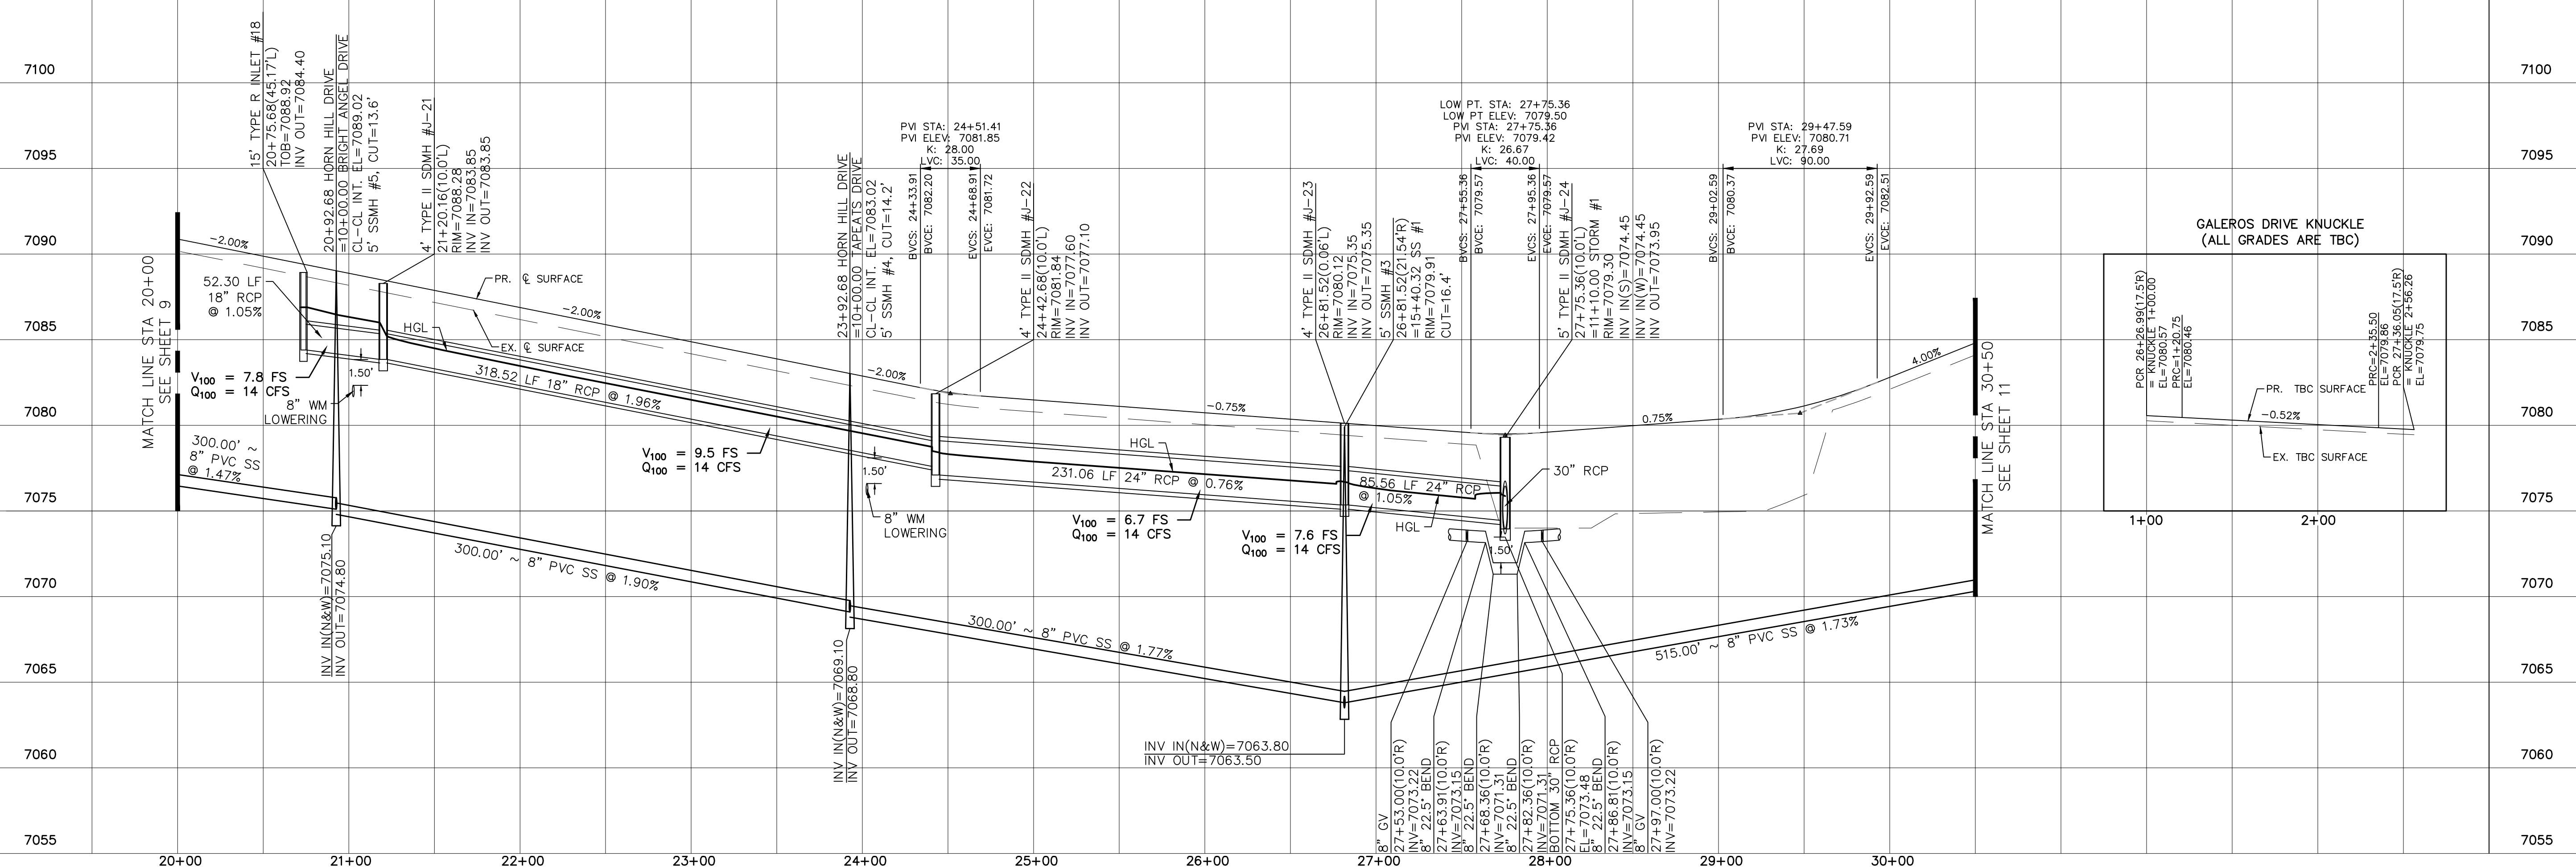 7100
7095
7090
7085
7080
7075
7070
7065
7060
7055
MATCH LINE STA 20+00
SEE SHEET 9
-2.00%
15' TYPE R INLET #18
20+75.68(45.17'L)
TOB=7088.92
INV OUT=7084.40
20+92.68 HORN HILL DRIVE
=10+00.00 BRIGHT ANGEL DRIVE
CL-CL INT. EL=7089.02
5' SSMH #5, CUT=13.6'
4' TYPE II SDMH #J-21
21+20.16(10.0'L)
RIM=7088.28
INV IN=7083.85
INV OUT=7083.85
52.30 LF
18" RCP
@ 1.05%
HGL
PR. ℄ SURFACE
EX. ℄ SURFACE
-2.00%
V100 = 7.8 FS
Q100 = 14 CFS
1.50'
8" WM
LOWERING
318.52 LF 18" RCP @ 1.96%
V100 = 9.5 FS
Q100 = 14 CFS
300.00' ~
8" PVC SS
@ 1.47%
INV IN(N&W)=7075.10
INV OUT=7074.80
300.00' ~ 8" PVC SS @ 1.90%
23+92.68 HORN HILL DRIVE
=10+00.00 APEATS DRIVE
CL-CL INT. EL=7083.02
5' SSMH #4, CUT=14.2'
-2.00%
PVI STA: 24+51.41
PVI ELEV: 7081.85
K: 28.00
LVC: 35.00
BVCS: 24+33.91
BVCE: 7082.20
EVCS: 24+68.91
EVCE: 7081.72
4' TYPE II SDMH #J-22
24+42.68(10.0'L)
RIM=7081.84
INV IN=7077.60
INV OUT=7077.10
1.50'
8" WM
LOWERING
INV IN(N&W)=7069.10
INV OUT=7068.80
-0.75%
HGL
231.06 LF 24" RCP @ 0.76%
V100 = 6.7 FS
Q100 = 14 CFS
300.00' ~ 8" PVC SS @ 1.77%
4' TYPE II SDMH #J-23
26+81.52(0.06'L)
RIM=7080.12
INV IN=7075.35
INV OUT=7075.35
5' SSMH #3
26+81.52(21.54'R)
=15+40.32 SS #1
RIM=7079.91
CUT=16.4'
INV IN(N&W)=7063.80
INV OUT=7063.50
LOW PT. STA: 27+75.36
LOW PT ELEV: 7079.50
PVI STA: 27+75.36
PVI ELEV: 7079.42
K: 26.67
LVC: 40.00
BVCS: 27+55.36
BVCE: 7079.57
EVCS: 27+95.36
EVCE: 7079.57
5' TYPE II SDMH #J-24
27+75.36(10.0'L)
=11+10.00 STORM #1
RIM=7079.30
INV IN(S)=7074.45
INV IN(W)=7074.45
INV OUT=7073.95
85.56 LF 24" RCP
@ 1.05%
HGL
V100 = 7.6 FS
Q100 = 14 CFS
30" RCP
1.50'
8" GV
27+53.00(10.0'R)
INV=7073.22
8" 22.5° BEND
27+63.91(10.0'R)
INV=7073.15
8" 22.5° BEND
27+68.36(10.0'R)
INV=7071.31
8" 22.5° BEND
27+82.36(10.0'R)
INV=7071.31
BOTTOM 30" RCP
27+75.36(10.0'R)
EL=7073.48
8" 22.5° BEND
27+86.81(10.0'R)
INV=7073.15
8" GV
27+97.00(10.0'R)
INV=7073.22
PVI STA: 29+47.59
PVI ELEV: 7080.71
K: 27.69
LVC: 90.00
BVCS: 29+02.59
BVCE: 7080.37
EVCS: 29+92.59
EVCE: 7082.51
0.75%
4.00%
515.00' ~ 8" PVC SS @ 1.73%
MATCH LINE STA 30+50
SEE SHEET 11
GALEROS DRIVE KNUCKLE
(ALL GRADES ARE TBC)
PCR 26+26.99(17.5'R)
= KNUCKLE 1+00.00
EL=7080.57
PRC=1+20.75
EL=7080.46
PR. TBC SURFACE
-0.52%
EX. TBC SURFACE
PRC=2+35.50
EL=7079.86
PCR 27+36.05(17.5'R)
= KNUCKLE 2+56.26
EL=7079.75
1+00
2+00
7100
7095
7090
7085
7080
7075
7070
7065
7060
7055
20+00
21+00
22+00
23+00
24+00
25+00
26+00
27+00
28+00
29+00
30+00